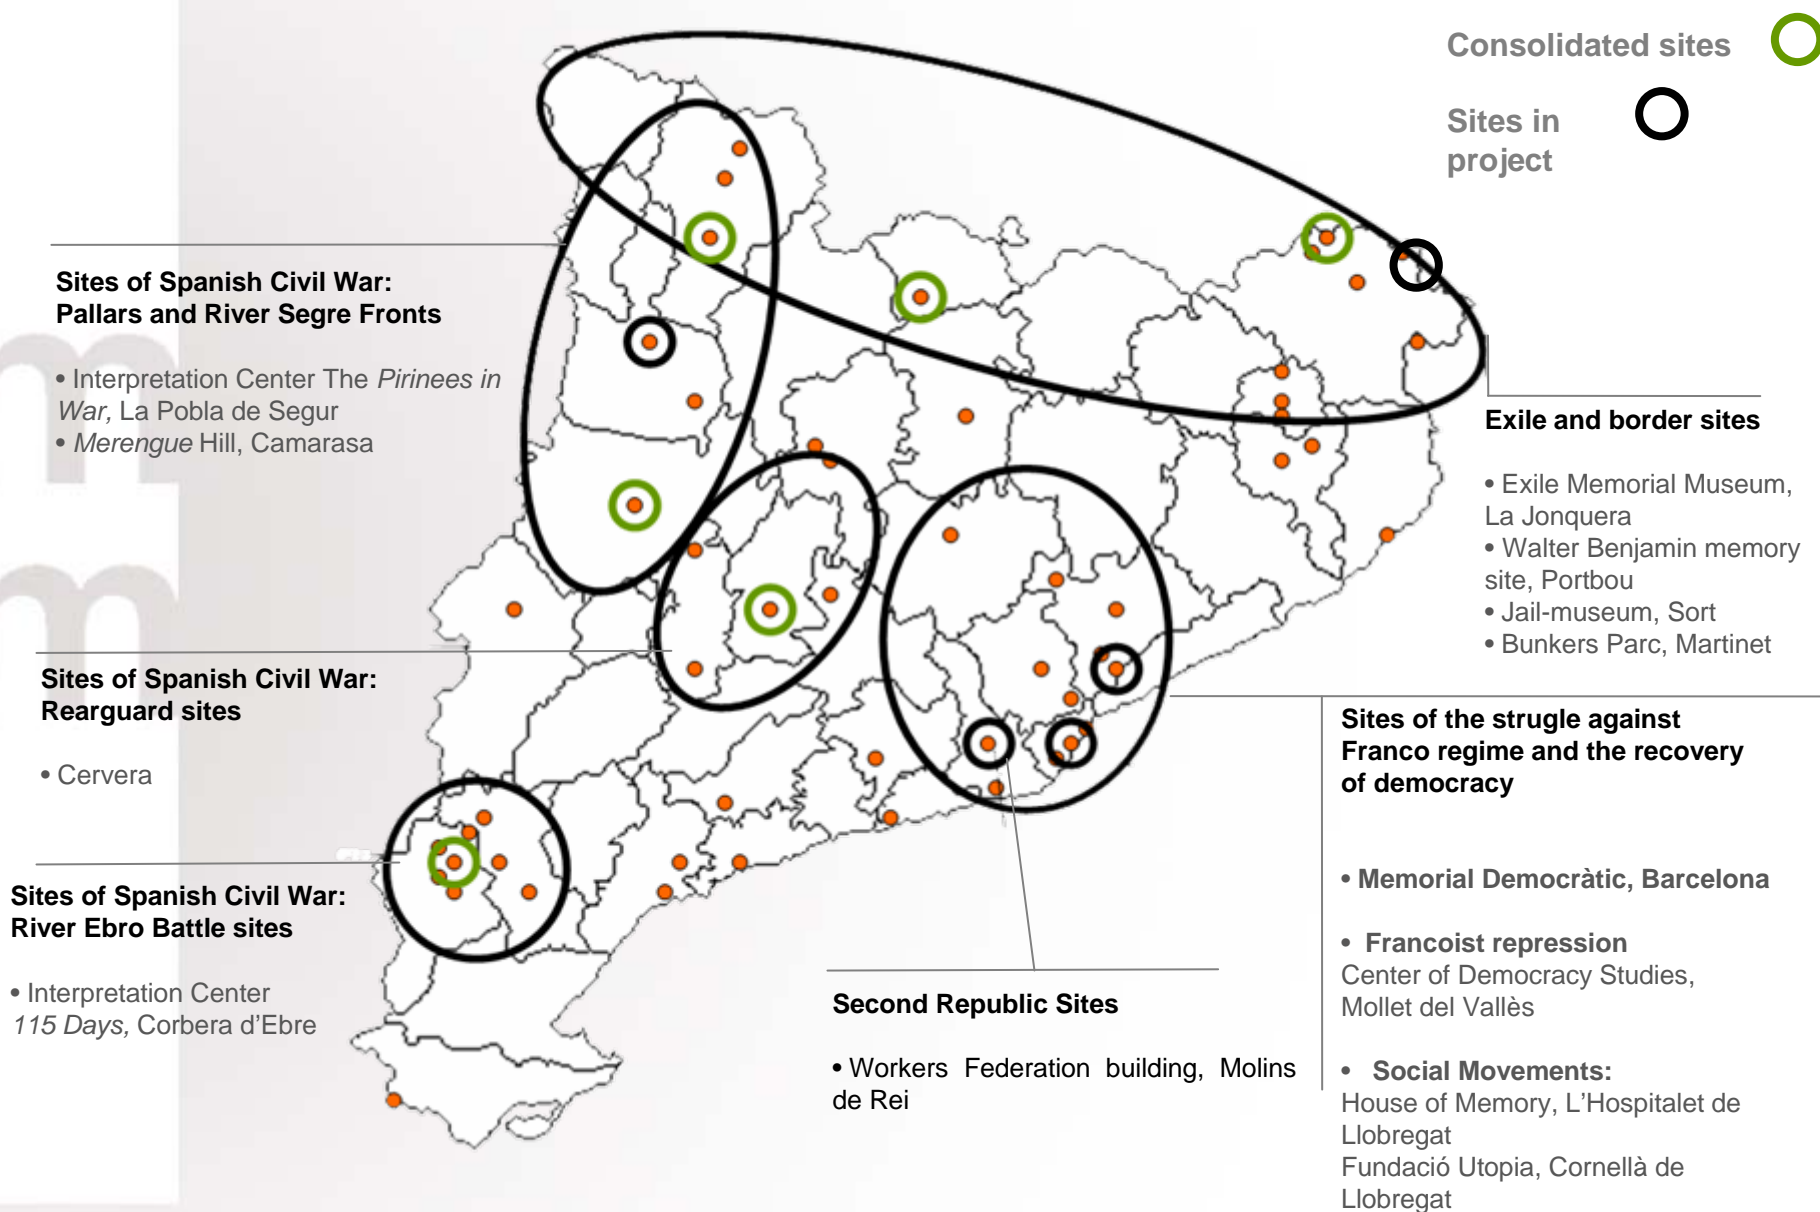 Consolidated sites
Sites in
project
Sites of Spanish Civil War:
Pallars and River Segre Fronts
• Interpretation Center The Pirinees in
War, La Pobla de Segur
• Merengue Hill, Camarasa
Exile and border sites
• Exile Memorial Museum,
La Jonquera
• Walter Benjamin memory
site, Portbou
• Jail-museum, Sort
• Bunkers Parc, Martinet
Sites of Spanish Civil War:
Rearguard sites
• Cervera
Sites of the strugle against
Franco regime and the recovery
of democracy
• Memorial Democràtic, Barcelona
• Francoist repression
Center of Democracy Studies,
Mollet del Vallès
• Social Movements:
House of Memory, L'Hospitalet de
Llobregat
Fundació Utopia, Cornellà de
Llobregat
Sites of Spanish Civil War:
River Ebro Battle sites
• Interpretation Center
115 Days, Corbera d'Ebre
Second Republic Sites
• Workers Federation building, Molins
de Rei